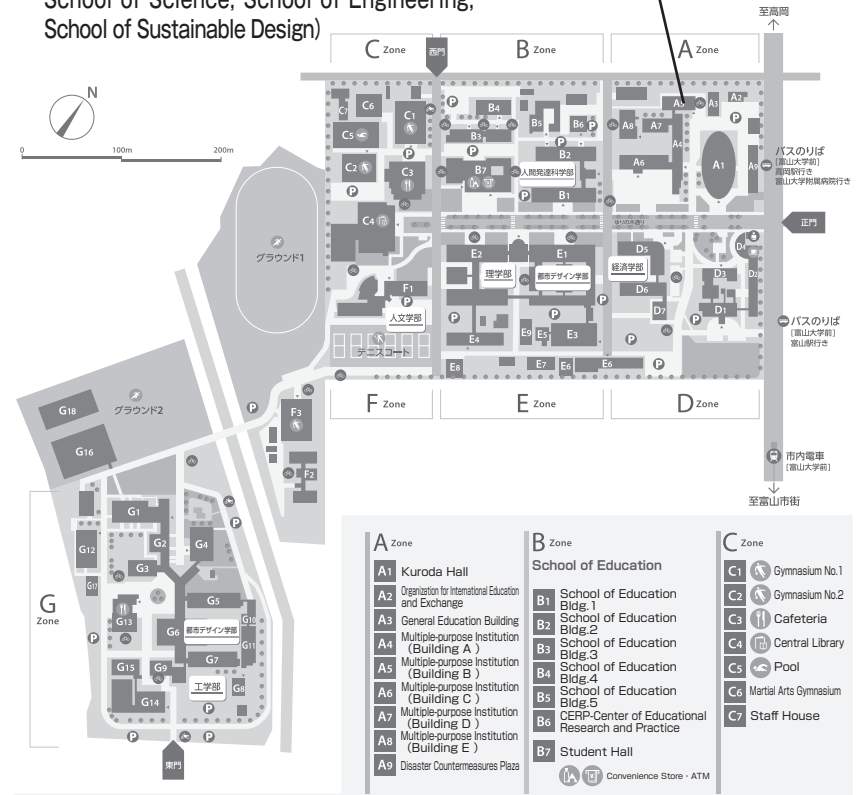 School of Science, School of Engineering,
School of Sustainable Design)
至高岡
C Zone
西門
B Zone
A Zone
N
0 100m 200m
C7
C6
C1
C5
C2
C3
C4
P
B4
B3
B5
B6
B7
B2
B1
人間発達科学部
A5
A3
A2
A8
A7
A4
A6
A1
A9
バスのりば
[富山大学前]
高岡駅行き
富山大学附属病院行き
正門
グラウンド1
F1
人文学部
テニスコート
E2
E1
理学部
都市デザイン学部
E4
E9
E5
E3
E8
E7
E6
E6
D5
経済学部
D6
D7
D4
D3
D2
D1
バスのりば
[富山大学前]
富山駅行き
F Zone
E Zone
D Zone
市内電車
[富山大学前]
至富山市街
G18
グラウンド2
G16
F3
F2
G Zone
G1
G2
G4
G12
G3
G17
G5
G13
G6
都市デザイン学部
G10
G11
G7
G15
G9
工学部
G8
G14
東門
A Zone
A1 Kuroda Hall
A2 Organization for International Education
and Exchange
A3 General Education Building
A4 Multiple-purpose Institution
(Building A )
A5 Multiple-purpose Institution
(Building B )
A6 Multiple-purpose Institution
(Building C )
A7 Multiple-purpose Institution
(Building D )
A8 Multiple-purpose Institution
(Building E )
A9 Disaster Countermeasures Plaza
B Zone
School of Education
B1 School of Education
Bldg.1
B2 School of Education
Bldg.2
B3 School of Education
Bldg.3
B4 School of Education
Bldg.4
B5 School of Education
Bldg.5
B6 CERP-Center of Educational
Research and Practice
B7 Student Hall
Convenience Store・ATM
C Zone
C1 Gymnasium No.1
C2 Gymnasium No.2
C3 Cafeteria
C4 Central Library
C5 Pool
C6 Martial Arts Gymnasium
C7 Staff House